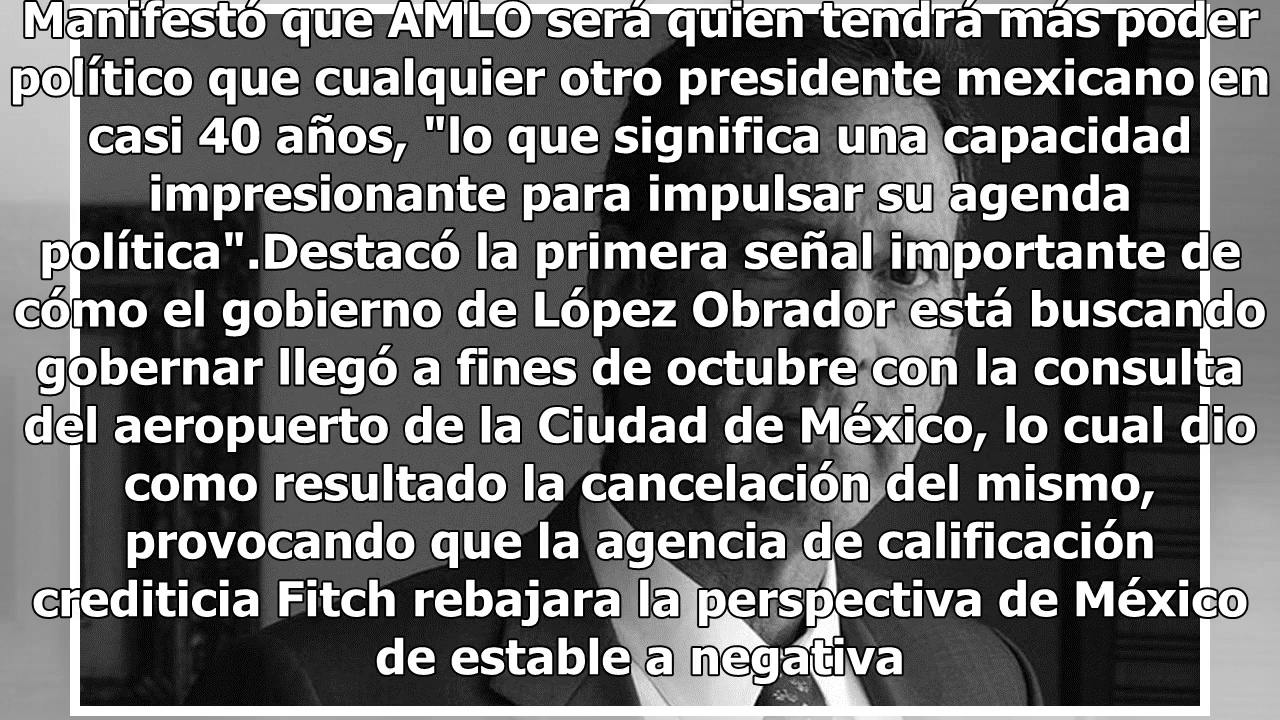 Manifestó que AMLO será quien tendrá más poder
político que cualquier otro presidente mexicano en
casi 40 años, "lo que significa una capacidad
impresionante para impulsar su agenda
política".Destacó la primera señal importante de
cómo el gobierno de López Obrador está buscando
gobernar llegó a fines de octubre con la consulta
del aeropuerto de la Ciudad de México, lo cual dio
como resultado la cancelación del mismo,
provocando que la agencia de calificación
crediticia Fitch rebajara la perspectiva de México
de estable a negativa